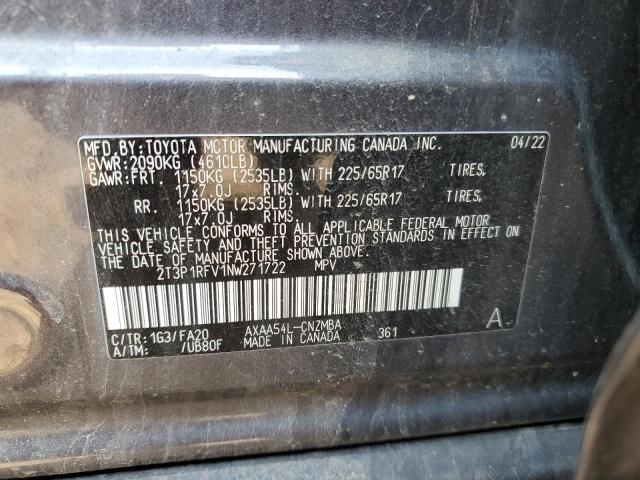 MFD.BY:TOYOTA MOTOR MANUFACTURING CANADA INC. 04/22
GVWR:2090KG (4610LB)
GAWR:FRT. 1150KG (2535LB) WITH 225/65R17 TIRES,
17x7.0J RIMS.
RR. 1150KG (2535LB) WITH 225/65R17 TIRES,
17x7.0J RIMS.
THIS VEHICLE CONFORMS TO ALL APPLICABLE FEDERAL MOTOR
VEHICLE SAFETY AND THEFT PREVENTION STANDARDS IN EFFECT ON
THE DATE OF MANUFACTURE SHOWN ABOVE.
2T3P1RFV1NW271722 MPV
C/TR:1G3/FA20 AXAA54L-CNZMBA A.
A/TM: /UB80F MADE IN CANADA 361